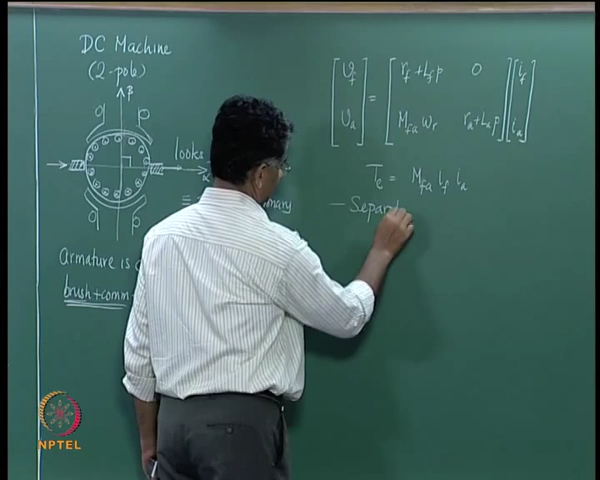 DC Machine
(2-pole)
β
α
looks
≡
Armature is
brush+comm
[v_f] = [r_f + L_f p 0] [i_f]
[v_a] [M_fa ω_r r_a + L_a p] [i_a]
T_e = M_fa i_f i_a
— Separ
NPTEL